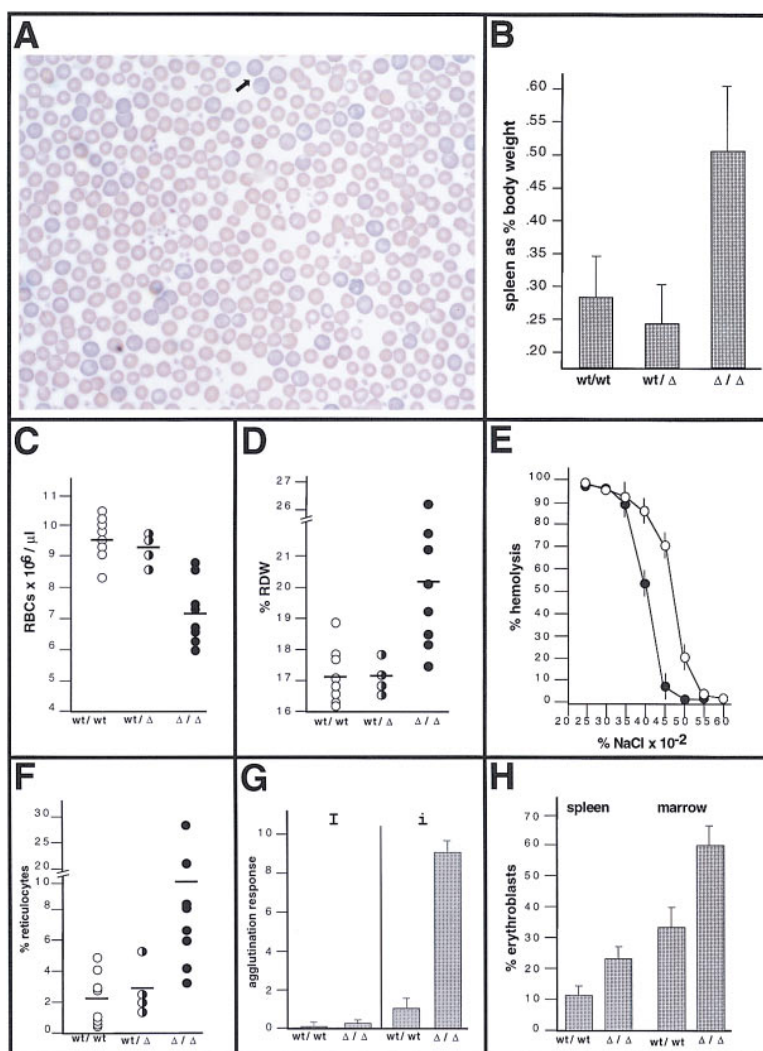 A
B
.60
.55
.50
.40
.35
.30
.25
.20
spleen as % body weight
wt/wt wt/Δ Δ/Δ
C
11
10
9
8
7
6
5
4
RBCs x 10⁶ / µl
wt/ wt wt/ Δ Δ / Δ
D
27
26
21
20
19
18
17
16
% RDW
wt/ wt wt/ Δ Δ / Δ
E
100
90
80
70
60
50
40
30
20
10
0
% hemolysis
20 25 30 35 40 45 50 55 60
% NaCl x 10⁻²
F
30
25
20
10
8
6
4
2
0
% reticulocytes
wt/ wt wt/ Δ Δ / Δ
G
I i
10
8
6
4
2
0
agglutination response
wt/ wt Δ / Δ wt/ wt Δ / Δ
H
spleen marrow
70
60
50
40
30
20
10
0
% erythroblasts
wt/ wt Δ / Δ wt/ wt Δ / Δ